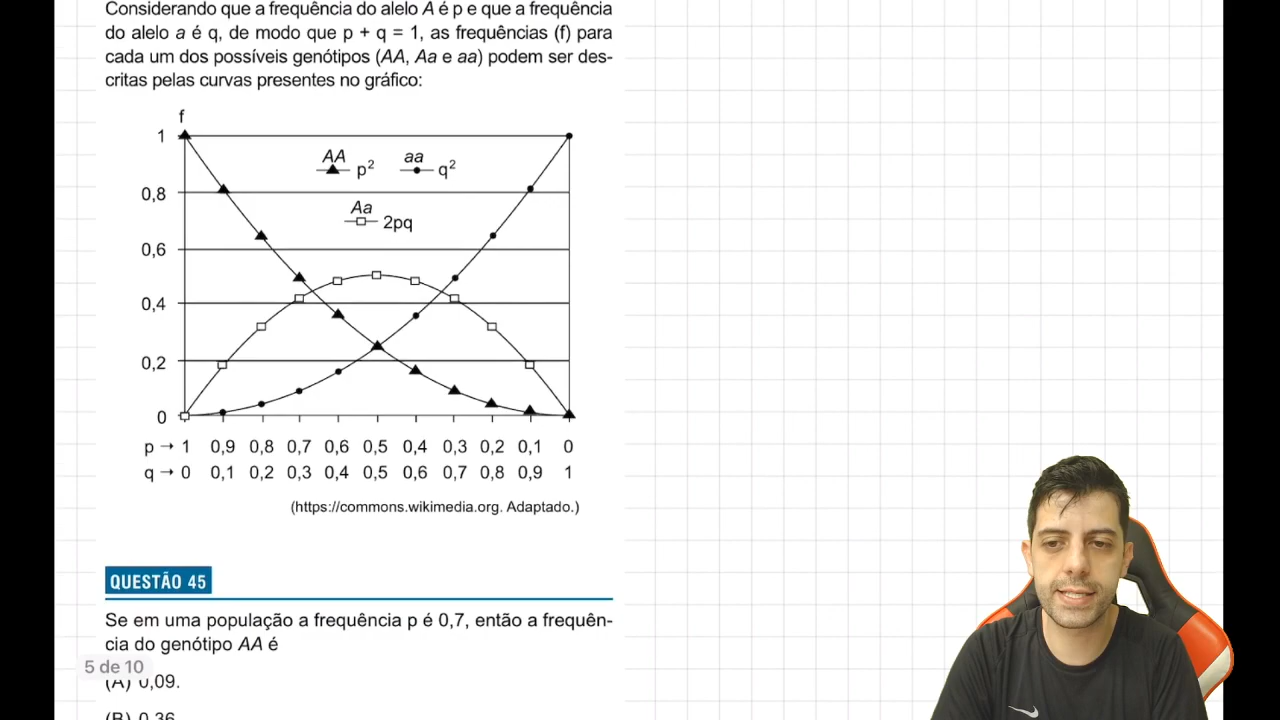 Considerando que a frequência do alelo A é p e que a frequência
do alelo a é q, de modo que p + q = 1, as frequências (f) para
cada um dos possíveis genótipos (AA, Aa e aa) podem ser des-
critas pelas curvas presentes no gráfico:
f
1
AA p² aa q²
0,8
Aa 2pq
0,6
0,4
0,2
0
p → 1 0,9 0,8 0,7 0,6 0,5 0,4 0,3 0,2 0,1 0
q → 0 0,1 0,2 0,3 0,4 0,5 0,6 0,7 0,8 0,9 1
(https://commons.wikimedia.org. Adaptado.)
QUESTÃO 45
Se em uma população a frequência p é 0,7, então a frequên-
cia do genótipo AA é
5 de 10
(A) 0,09.
(B) 0,36